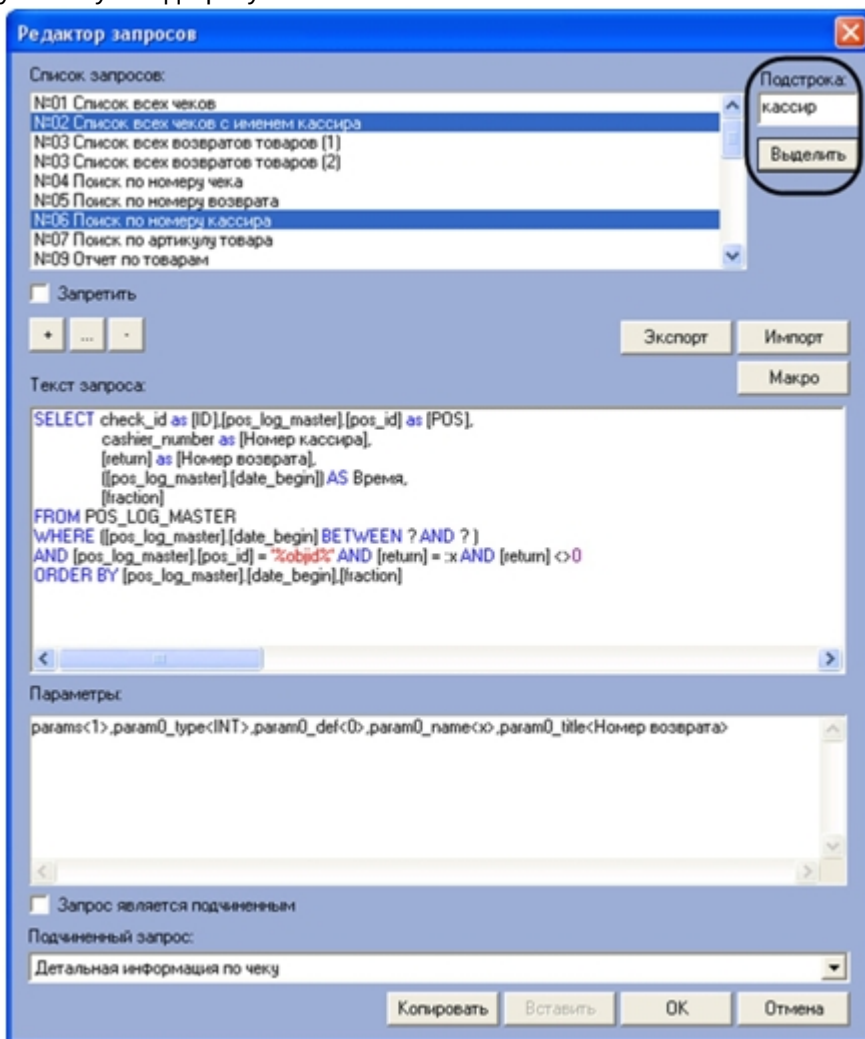 Редактор запросов
Список запросов:
Подстрока:
№01 Список всех чеков
№02 Список всех чеков с именем кассира
№03 Список всех возвратов товаров (1)
№03 Список всех возвратов товаров (2)
№04 Поиск по номеру чека
№05 Поиск по номеру возврата
№06 Поиск по номеру кассира
№07 Поиск по артикулу товара
№09 Отчет по товарам
кассир
Выделить
Запретить
+ ... -
Экспорт Импорт
Макро
Текст запроса:
SELECT check_id as [ID],[pos_log_master].[pos_id] as [POS],
cashier_number as [Номер кассира],
[return] as [Номер возврата],
([pos_log_master].[date_begin]) AS Время,
[fraction]
FROM POS_LOG_MASTER
WHERE ([pos_log_master].[date_begin] BETWEEN ? AND ? )
AND [pos_log_master].[pos_id] = '%objid%' AND [return] = :x AND [return] <>0
ORDER BY [pos_log_master].[date_begin],[fraction]
Параметры:
params<1>,param0_type<INT>,param0_def<0>,param0_name<x>,param0_title<Номер возврата>
Запрос является подчиненным
Подчиненный запрос:
Детальная информация по чеку
Копировать Вставить OK Отмена